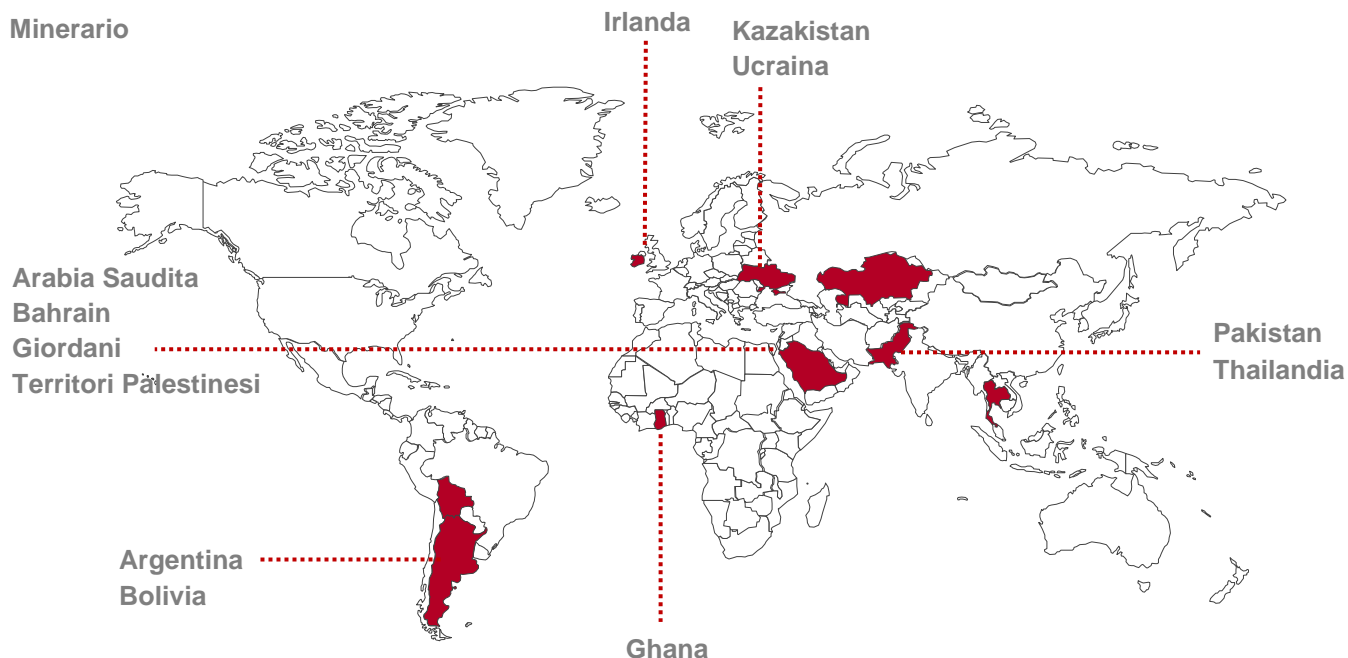 Minerario
Irlanda
Kazakistan
Ucraina
Arabia Saudita
Bahrain
Giordani
Territori Palestinesi
Pakistan
Thailandia
Argentina
Bolivia
Ghana